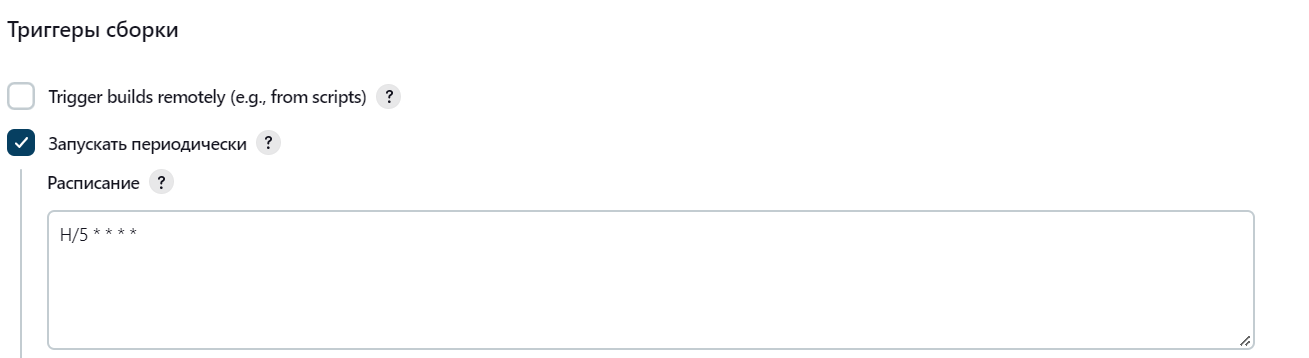 Триггеры сборки
Trigger builds remotely (e.g., from scripts) ?
Запускать периодически ?
Расписание ?
H/5 * * * *